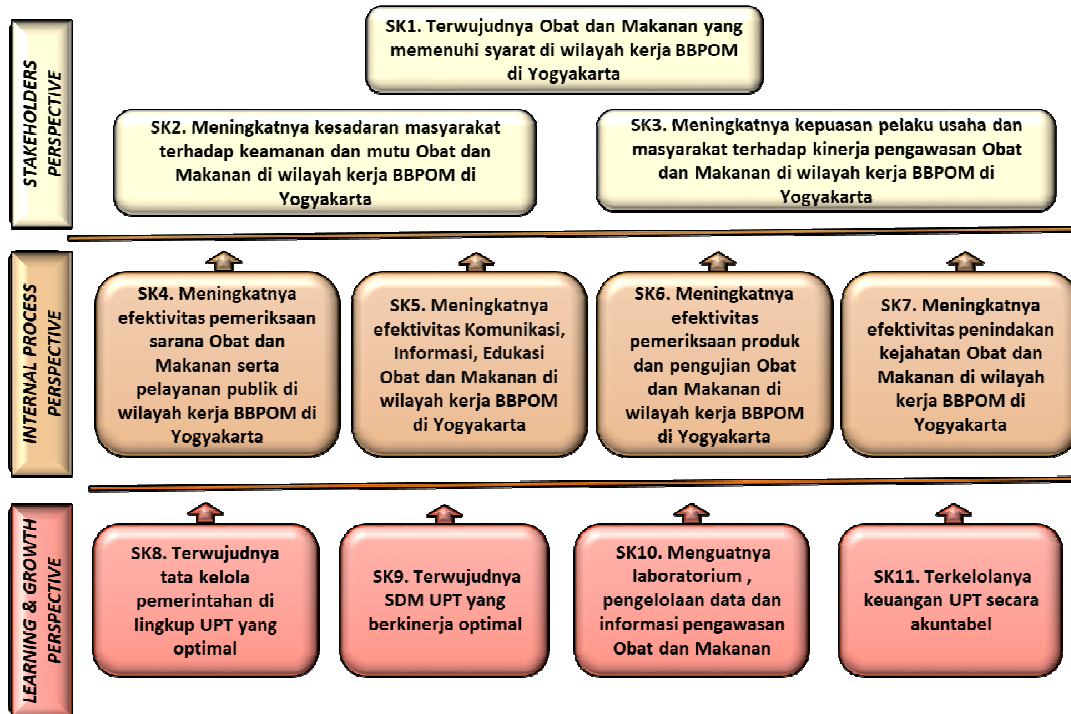 STAKEHOLDERS
PERSPECTIVE
SK1. Terwujudnya Obat dan Makanan yang
memenuhi syarat di wilayah kerja BBPOM
di Yogyakarta
SK2. Meningkatnya kesadaran masyarakat
terhadap keamanan dan mutu Obat dan
Makanan di wilayah kerja BBPOM di
Yogyakarta
SK3. Meningkatnya kepuasan pelaku usaha dan
masyarakat terhadap kinerja pengawasan Obat
dan Makanan di wilayah kerja BBPOM di
Yogyakarta
INTERNAL PROCESS
PERSPECTIVE
SK4. Meningkatnya
efektivitas pemeriksaan
sarana Obat dan
Makanan serta
pelayanan publik di
wilayah kerja BBPOM di
Yogyakarta
SK5. Meningkatnya
efektivitas Komunikasi,
Informasi, Edukasi
Obat dan Makanan di
wilayah kerja BBPOM
di Yogyakarta
SK6. Meningkatnya
efektivitas
pemeriksaan produk
dan pengujian Obat
dan Makanan di
wilayah kerja BBPOM
di Yogyakarta
SK7. Meningkatnya
efektivitas penindakan
kejahatan Obat dan
Makanan di wilayah
kerja BBPOM di
Yogyakarta
LEARNING & GROWTH
PERSPECTIVE
SK8. Terwujudnya
tata kelola
pemerintahan di
lingkup UPT yang
optimal
SK9. Terwujudnya
SDM UPT yang
berkinerja optimal
SK10. Menguatnya
laboratorium ,
pengelolaan data dan
informasi pengawasan
Obat dan Makanan
SK11. Terkelolanya
keuangan UPT secara
akuntabel